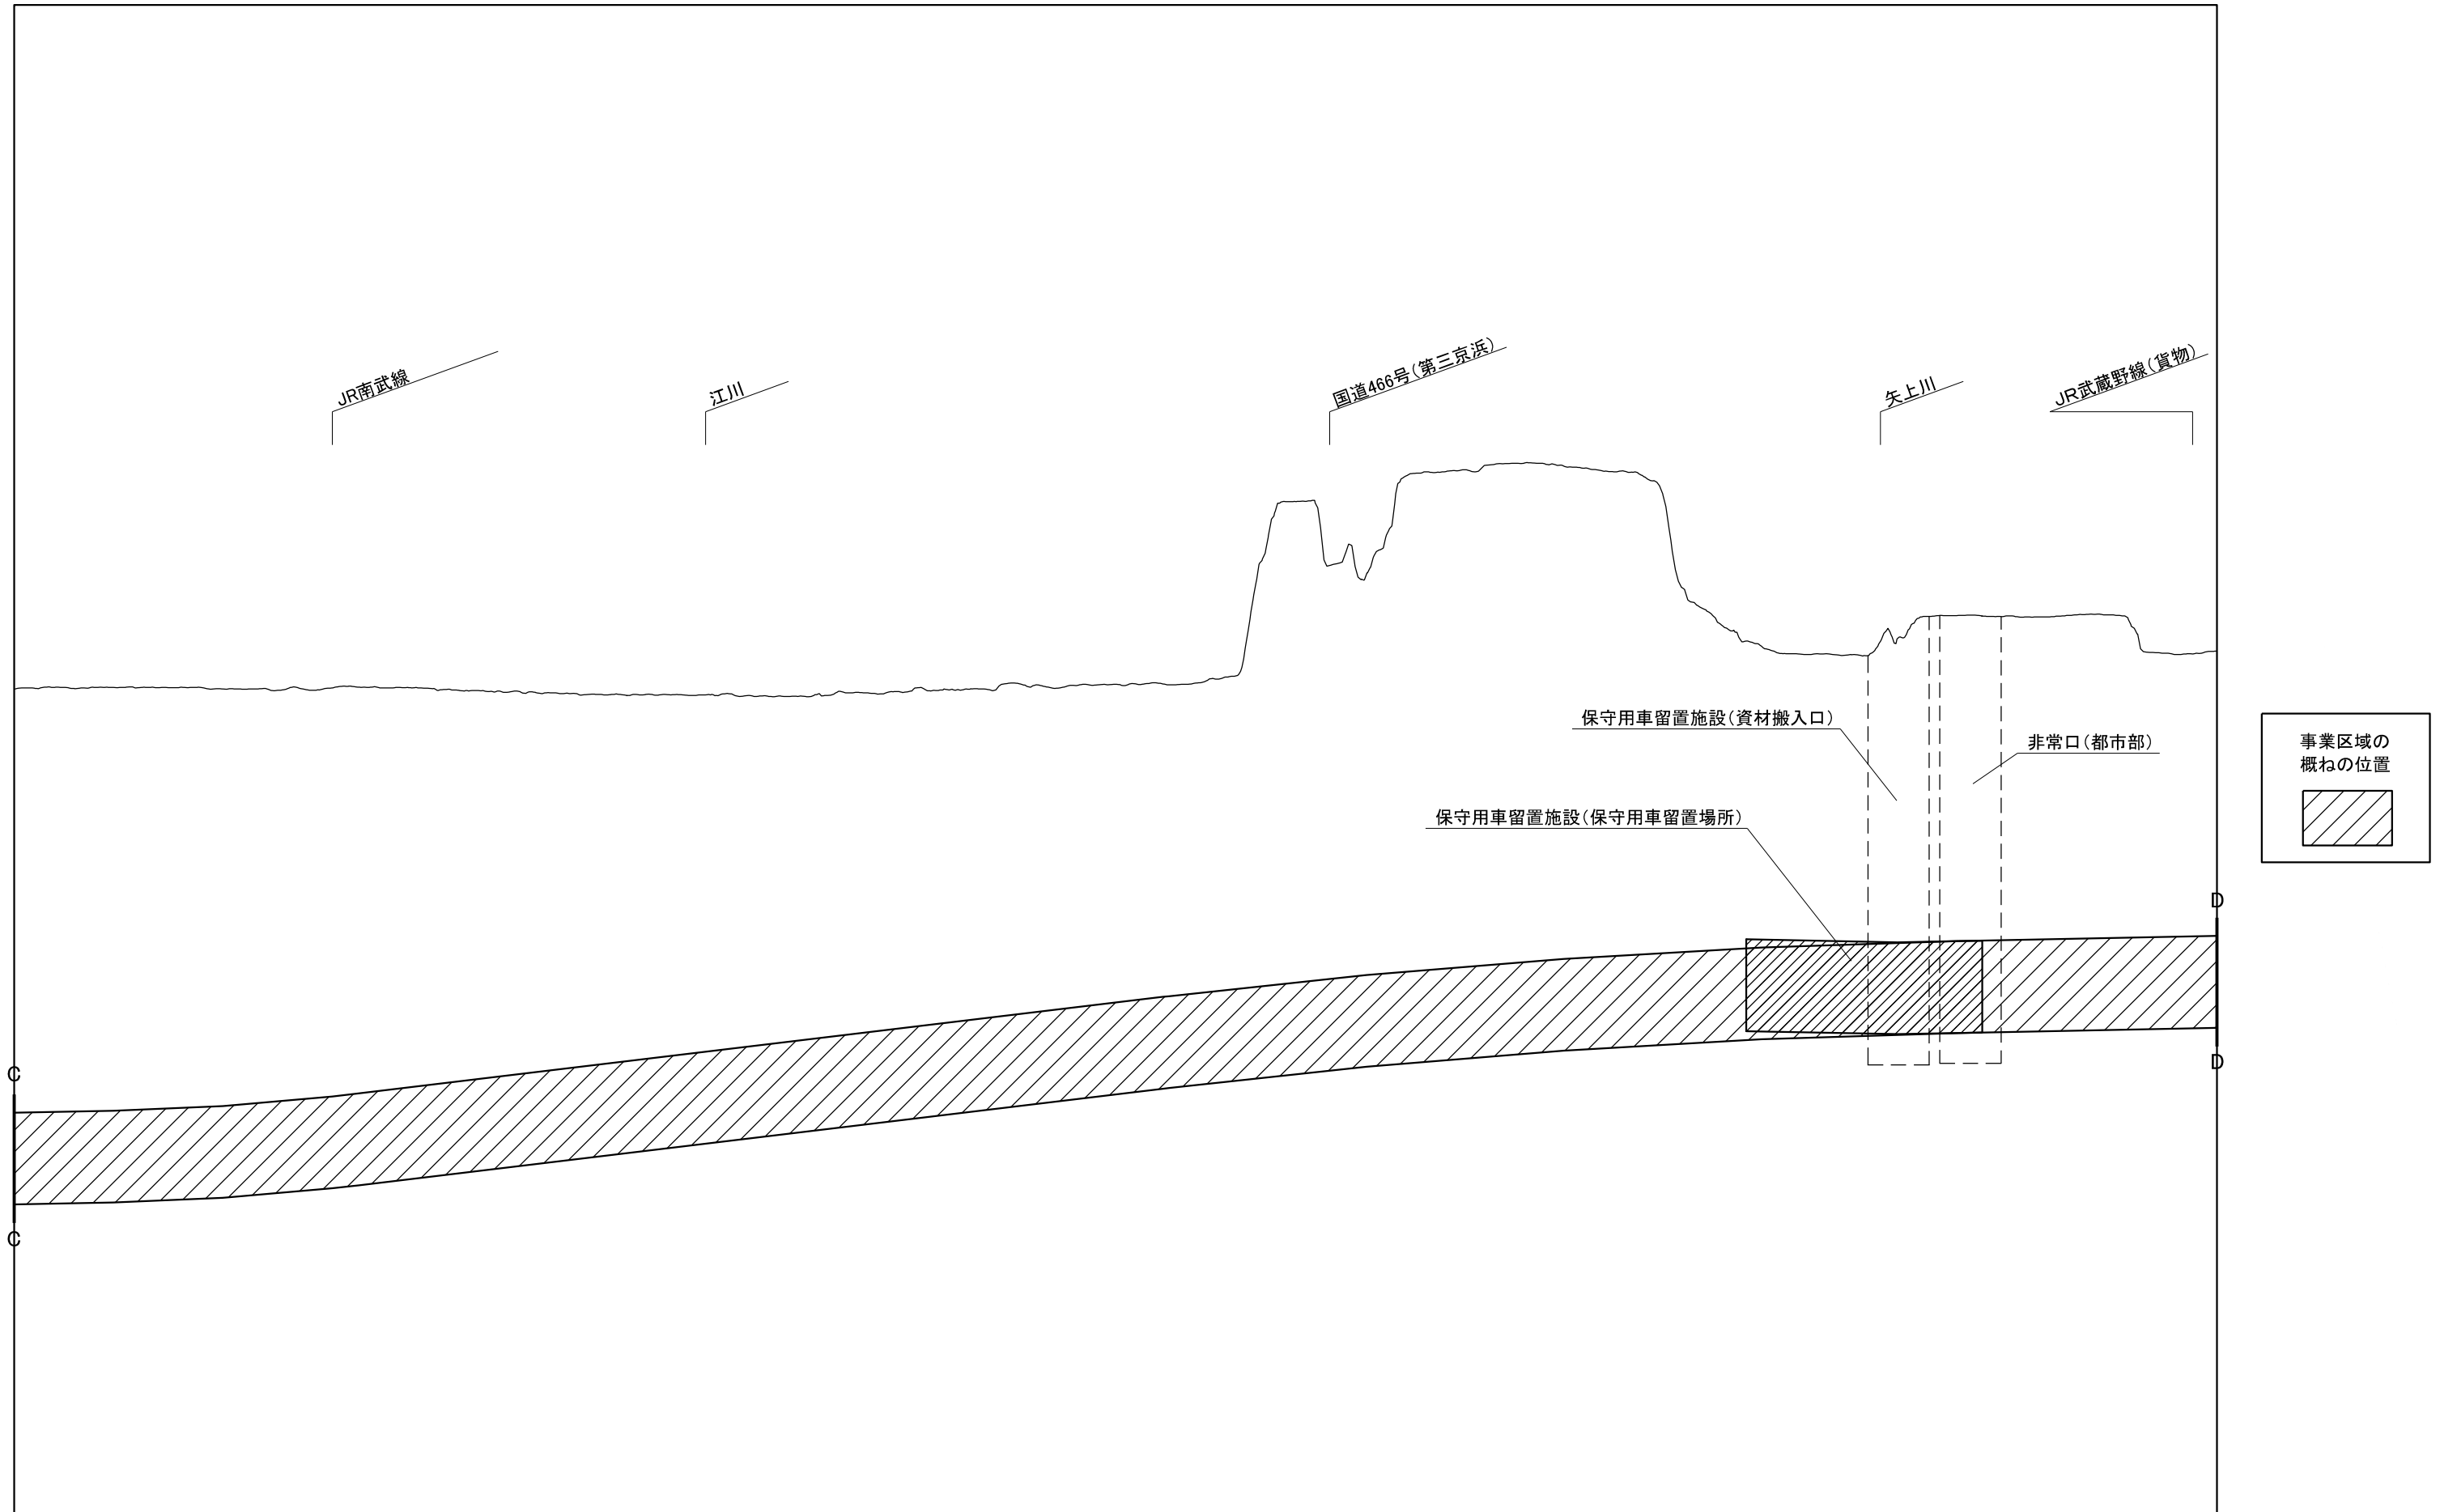 JR南武線
江川
国道466号(第三京浜)
矢上川
JR武蔵野線(貨物)
保守用車留置施設(資材搬入口)
非常口(都市部)
事業区域の
概ねの位置
保守用車留置施設(保守用車留置場所)
D
C
D
C